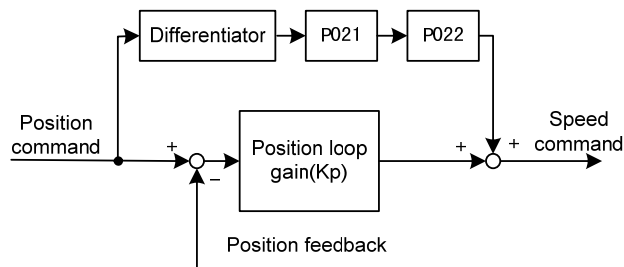 Differentiator
P021
P022
Position
command
+
−
Position loop
gain(Kp)
+
+
Speed
command
Position feedback